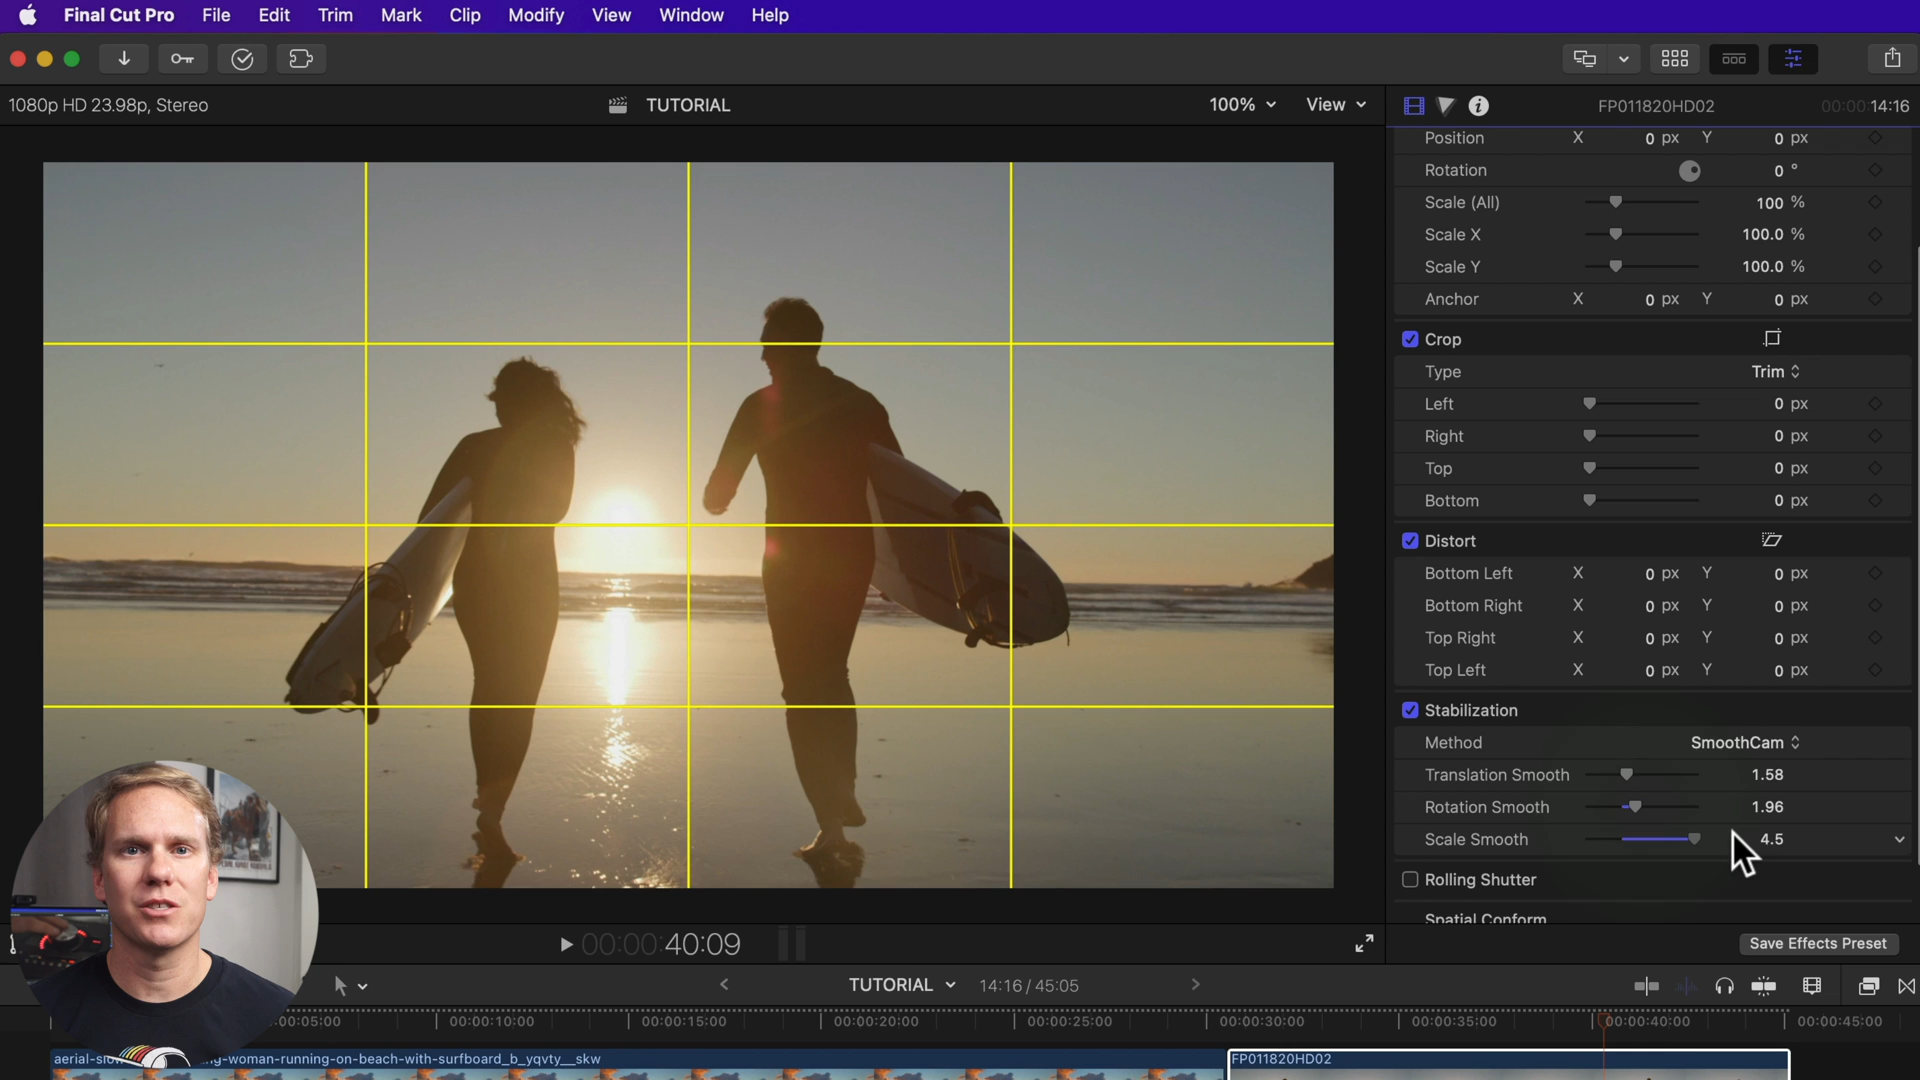 Final Cut Pro File Edit Trim Mark Clip Modify View Window Help
1080p HD 23.98p, Stereo
TUTORIAL
100%
View
FP011820HD02
00:00:14:16
Position X 0 px Y 0 px
Rotation 0 °
Scale (All) 100 %
Scale X 100.0 %
Scale Y 100.0 %
Anchor X 0 px Y 0 px
Crop
Type Trim
Left 0 px
Right 0 px
Top 0 px
Bottom 0 px
Distort
Bottom Left X 0 px Y 0 px
Bottom Right X 0 px Y 0 px
Top Right X 0 px Y 0 px
Top Left X 0 px Y 0 px
Stabilization
Method SmoothCam
Translation Smooth 1.58
Rotation Smooth 1.96
Scale Smooth 4.5
Rolling Shutter
Spatial Conform
00:00:40:09
Save Effects Preset
TUTORIAL 14:16 / 45:05
:00:05:00 00:00:10:00 00:00:15:00 00:00:20:00 00:00:25:00 00:00:30:00 00:00:35:00 00:00:40:00 00:00:45:00
-woman-running-on-beach-with-surfboard_b_yqvty__skw
FP011820HD02